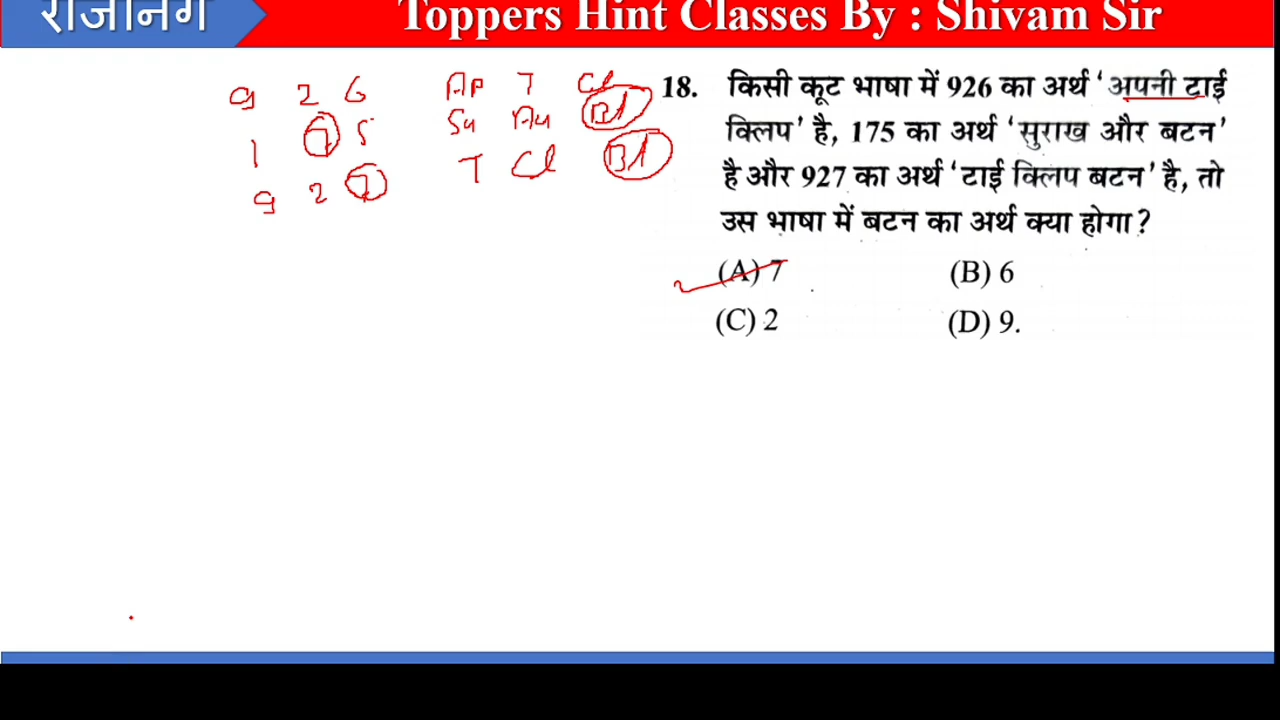 रीजनिंग
Toppers Hint Classes By : Shivam Sir
9 2 6 Ap T Cl
1 7 5 Su Au Bt
9 2 7 T Cl Bt
18. किसी कूट भाषा में 926 का अर्थ ‘अपनी टाई
क्लिप’ है, 175 का अर्थ ‘सुराख और बटन’
है और 927 का अर्थ ‘टाई क्लिप बटन’ है, तो
उस भाषा में बटन का अर्थ क्या होगा?
(A) 7 (B) 6
(C) 2 (D) 9.